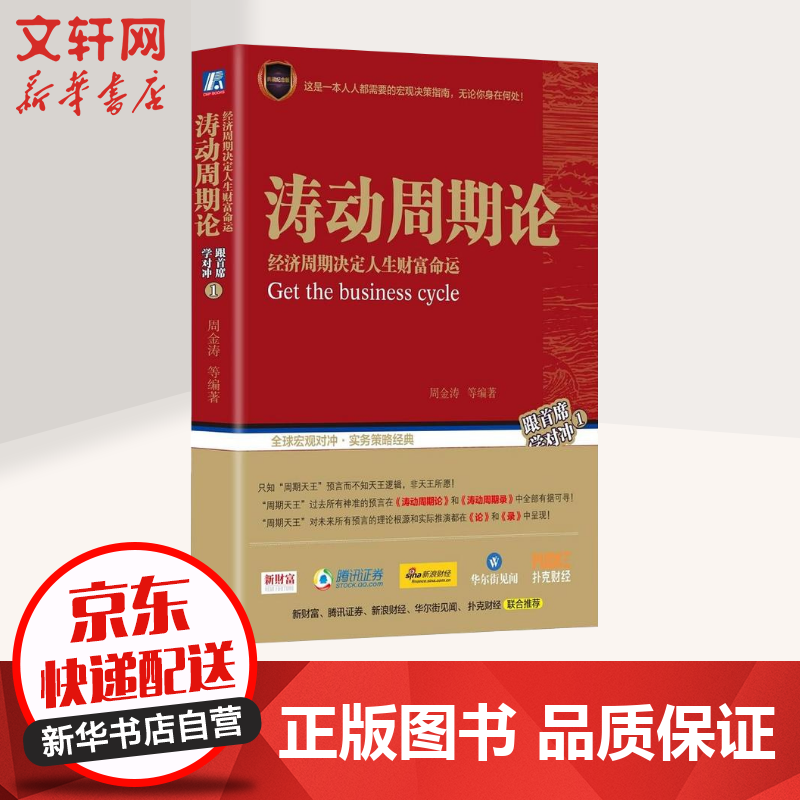 文轩网
新华书店
CMP BOOKS
经济周期决定人生财富命运
涛动周期论
跟首席
学对冲
1
周金涛 等编著
这是一本人人都需要的宏观决策指南，无论你身在何处！
涛动周期论
经济周期决定人生财富命运
Get the business cycle
周金涛 等编著
跟首席
学对冲 1
全球宏观对冲·实务策略经典
只知“周期天王”预言而不知天王逻辑，非天王所愿！
“周期天王”过去所有神准的预言在《涛动周期论》和《涛动周期录》中全部有据可寻！
“周期天王”对未来所有预言的理论根源和实际推演都在《论》和《录》中呈现！
新财富
腾讯证券
STOCK.QQ.COM
sina新浪财经
finance.sina.com.cn
华尔街见闻
扑克财经
新财富、腾讯证券、新浪财经、华尔街见闻、扑克财经 联合推荐
京东
快递配送
新华书店自营
正版图书 品质保证